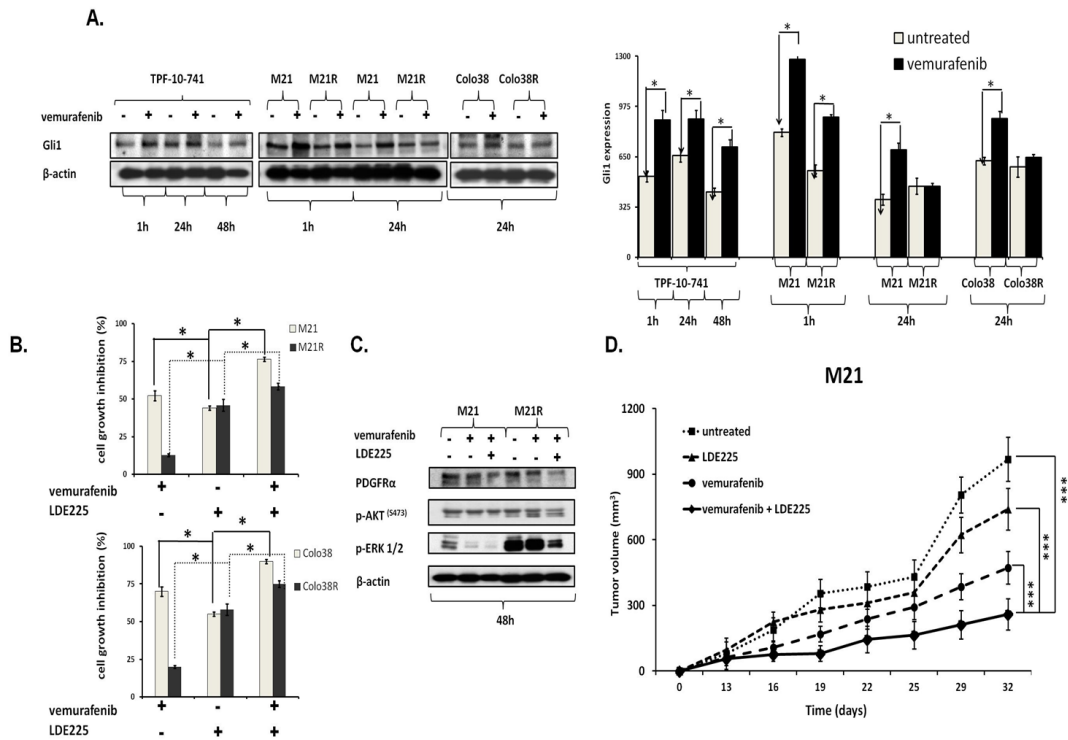 A.
TPF-10-741
M21 M21R M21 M21R
Colo38 Colo38R
vemurafenib - + - + - + - + - + - + - + - + - +
Gli1
β-actin
1h 24h 48h 1h 24h 24h
untreated
vemurafenib
Gli1 expression
1300
975
650
325
0
* * * * * * *
TPF-10-741 M21 M21R M21 M21R Colo38 Colo38R
1h 24h 48h 1h 24h 24h
B.
cell growth inhibition (%)
100
75
50
25
0
* * * *
M21
M21R
vemurafenib + - +
LDE225 - + +
cell growth inhibition (%)
100
75
50
25
0
* * * *
Colo38
Colo38R
vemurafenib + - +
LDE225 - + +
C.
M21 M21R
vemurafenib - + + - + +
LDE225 - - + - - +
PDGFRα
p-AKT (S473)
p-ERK 1/2
β-actin
48h
D.
M21
Tumor volume (mm³)
1200
900
600
300
0
untreated
LDE225
vemurafenib
vemurafenib + LDE225
*** *** ***
0 13 16 19 22 25 29 32
Time (days)